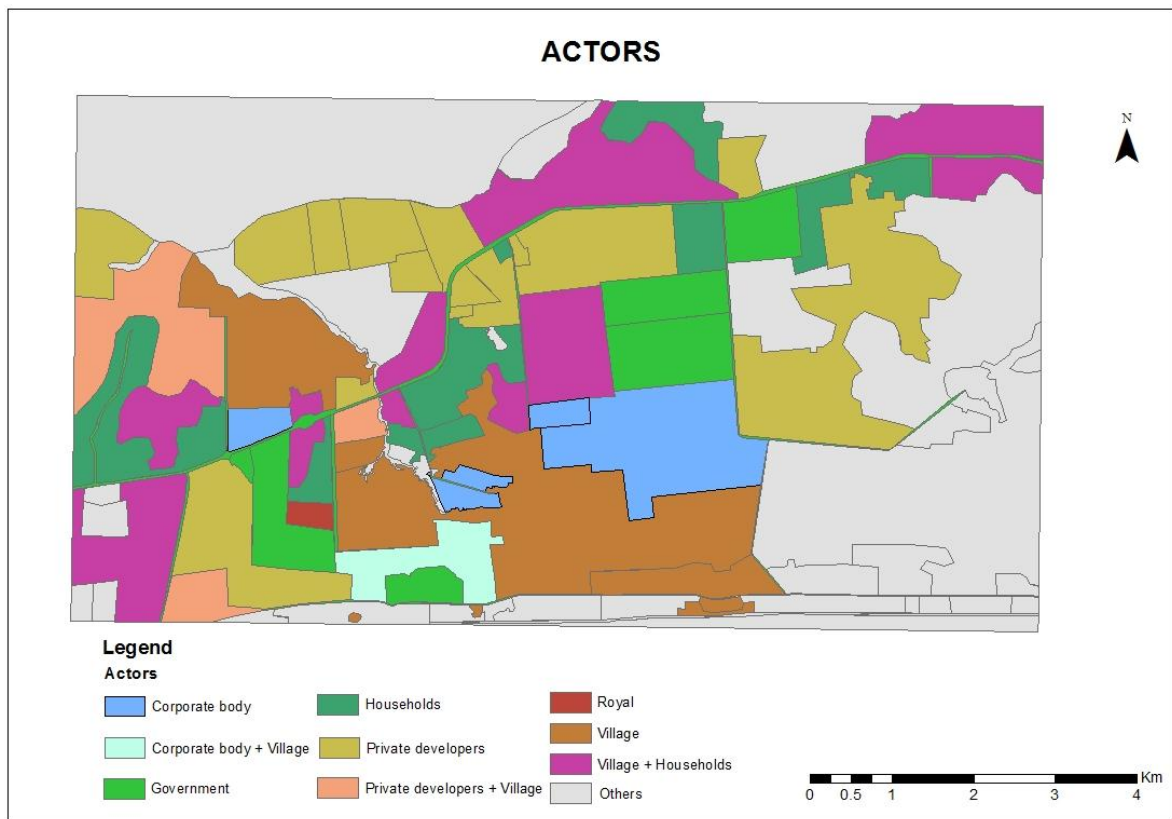 ACTORS
N
Legend
Actors
Corporate body
Households
Royal
Village
Corporate body + Village
Private developers
Village + Households
Government
Private developers + Village
Others
Km
0 0.5 1 2 3 4